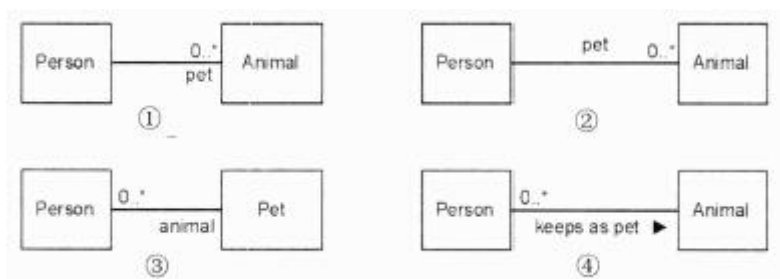 Person 0..* pet Animal
①
Person pet 0..* Animal
②
Person 0..* animal Pet
③
Person 0..* keeps as pet ► Animal
④